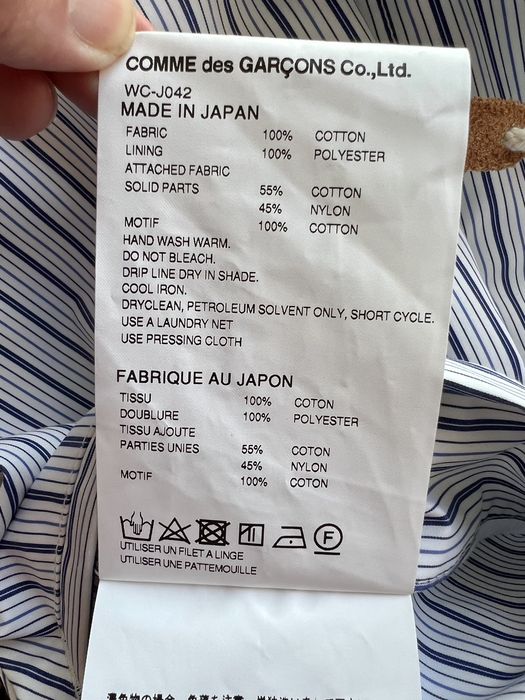 COMME des GARÇONS Co.,Ltd.
WC-J042
MADE IN JAPAN
FABRIC 100% COTTON
LINING 100% POLYESTER
ATTACHED FABRIC
SOLID PARTS 55% COTTON
45% NYLON
MOTIF 100% COTTON
HAND WASH WARM.
DO NOT BLEACH.
DRIP LINE DRY IN SHADE.
COOL IRON.
DRYCLEAN, PETROLEUM SOLVENT ONLY, SHORT CYCLE.
USE A LAUNDRY NET
USE PRESSING CLOTH
FABRIQUE AU JAPON
TISSU 100% COTON
DOUBLURE 100% POLYESTER
TISSU AJOUTE
PARTIES UNIES 55% COTON
45% NYLON
MOTIF 100% COTON
F
UTILISER UN FILET A LINGE
UTILISER UNE PATTEMOUILLE